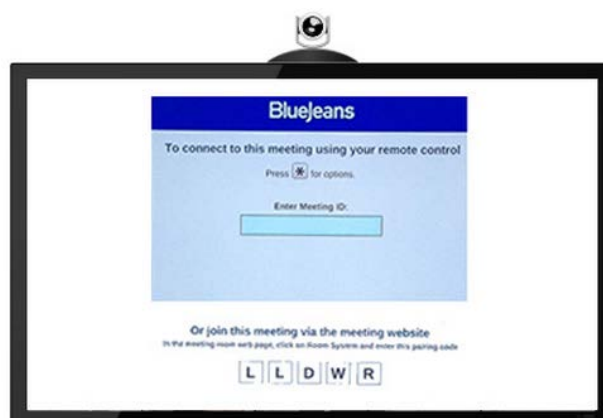 BlueJeans
To connect to this meeting using your remote control
Press * for options.
Enter Meeting ID:
Or join this meeting via the meeting website
In the meeting room web page, click on Room System and enter this pairing code
L L D W R